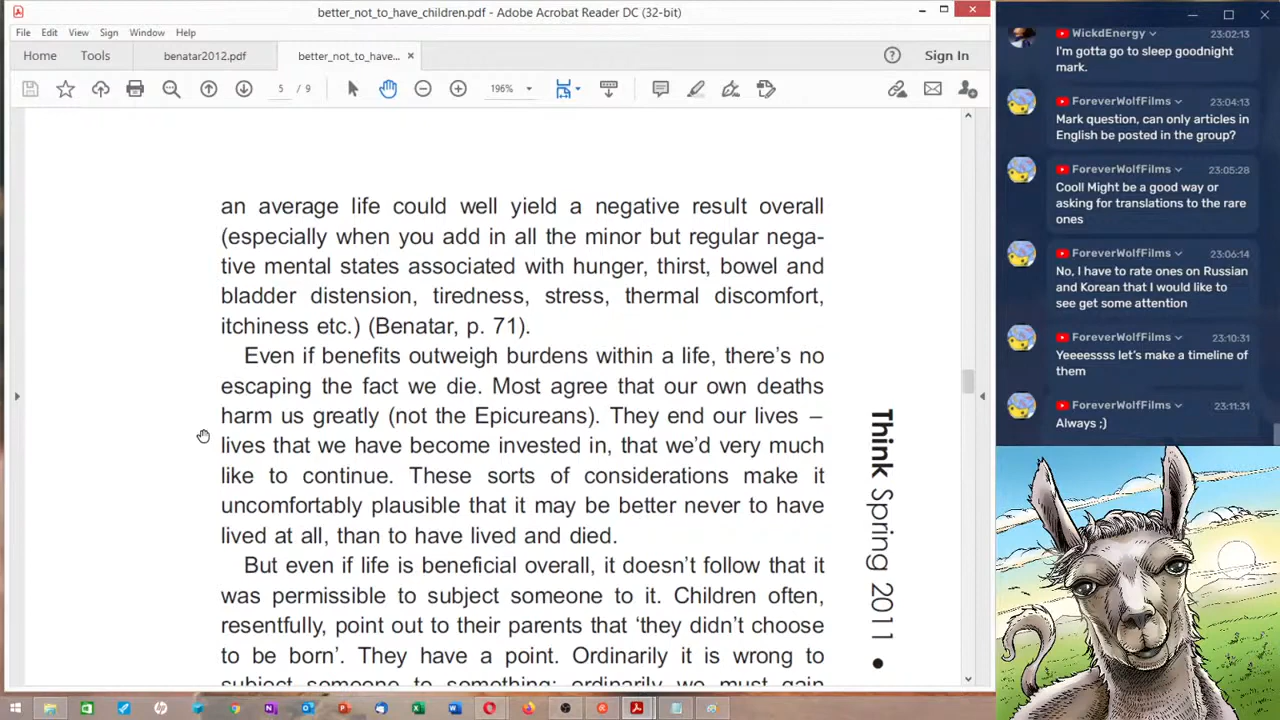 better_not_to_have_children.pdf - Adobe Acrobat Reader DC (32-bit)
File Edit View Sign Window Help
Home Tools benatar2012.pdf better_not_to_have... Sign In
5 / 9 196%
an average life could well yield a negative result overall
(especially when you add in all the minor but regular nega-
tive mental states associated with hunger, thirst, bowel and
bladder distension, tiredness, stress, thermal discomfort,
itchiness etc.) (Benatar, p. 71).
Even if benefits outweigh burdens within a life, there's no
escaping the fact we die. Most agree that our own deaths
harm us greatly (not the Epicureans). They end our lives –
lives that we have become invested in, that we'd very much
like to continue. These sorts of considerations make it
uncomfortably plausible that it may be better never to have
lived at all, than to have lived and died.
But even if life is beneficial overall, it doesn't follow that it
was permissible to subject someone to it. Children often,
resentfully, point out to their parents that 'they didn't choose
to be born'. They have a point. Ordinarily it is wrong to
subject someone to something; ordinarily we must gain
Think Spring 2011 •
WickdEnergy 23:02:13
I'm gotta go to sleep goodnight
mark.
ForeverWolfFilms 23:04:13
Mark question, can only articles in
English be posted in the group?
ForeverWolfFilms 23:05:28
Cooll Might be a good way or
asking for translations to the rare
ones
ForeverWolfFilms 23:06:14
No, I have to rate ones on Russian
and Korean that I would like to
see get some attention
ForeverWolfFilms 23:10:31
Yeeeessss let's make a timeline of
them
ForeverWolfFilms 23:11:31
Always ;)